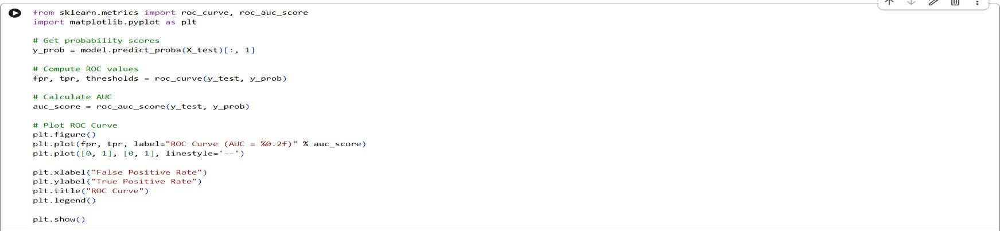 from sklearn.metrics import roc_curve, roc_auc_score
import matplotlib.pyplot as plt
# Get probability scores
y_prob = model.predict_proba(X_test)[:, 1]
# Compute ROC values
fpr, tpr, thresholds = roc_curve(y_test, y_prob)
# Calculate AUC
auc_score = roc_auc_score(y_test, y_prob)
# Plot ROC Curve
plt.figure()
plt.plot(fpr, tpr, label="ROC Curve (AUC = %0.2f)" % auc_score)
plt.plot([0, 1], [0, 1], linestyle='--')
plt.xlabel("False Positive Rate")
plt.ylabel("True Positive Rate")
plt.title("ROC Curve")
plt.legend()
plt.show()